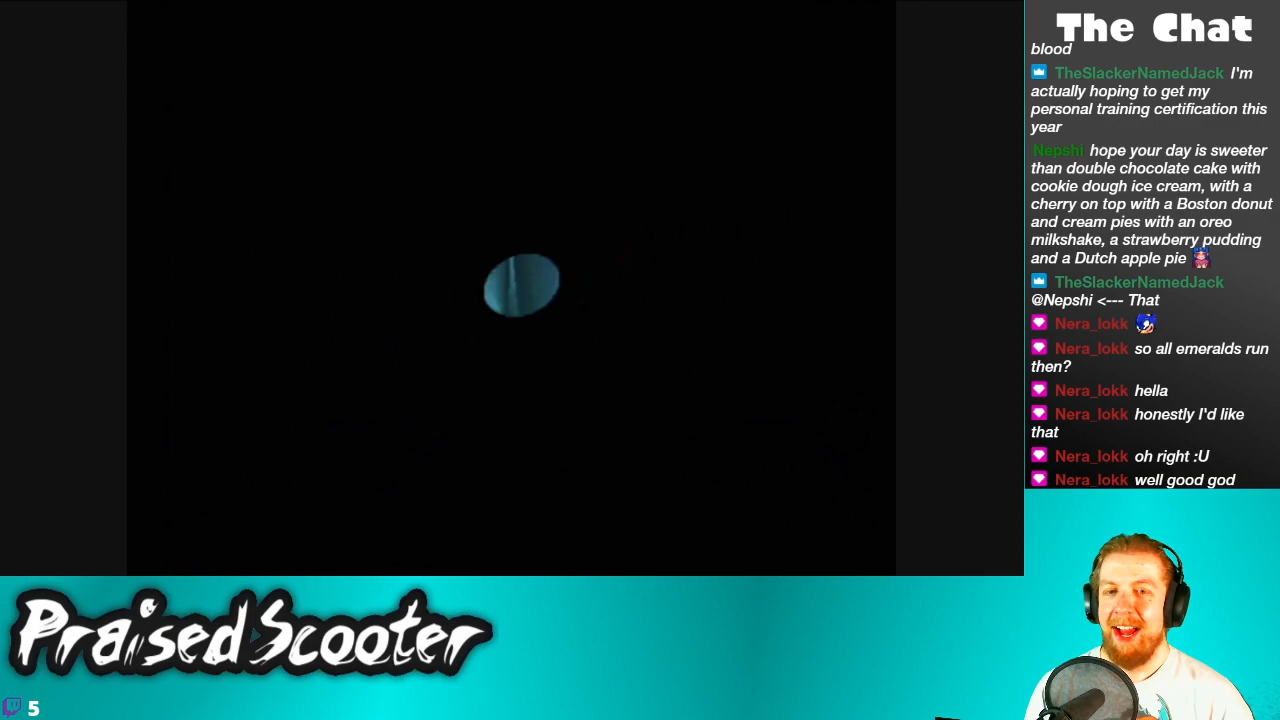 The Chat
blood
TheSlackerNamedJack I'm
actually hoping to get my
personal training certification this
year
Nepshi hope your day is sweeter
than double chocolate cake with
cookie dough ice cream, with a
cherry on top with a Boston donut
and cream pies with an oreo
milkshake, a strawberry pudding
and a Dutch apple pie
TheSlackerNamedJack
@Nepshi <--- That
Nera_lokk
Nera_lokk so all emeralds run
then?
Nera_lokk hella
Nera_lokk honestly I'd like
that
Nera_lokk oh right :U
Nera_lokk well good god
PraisedScooter
5